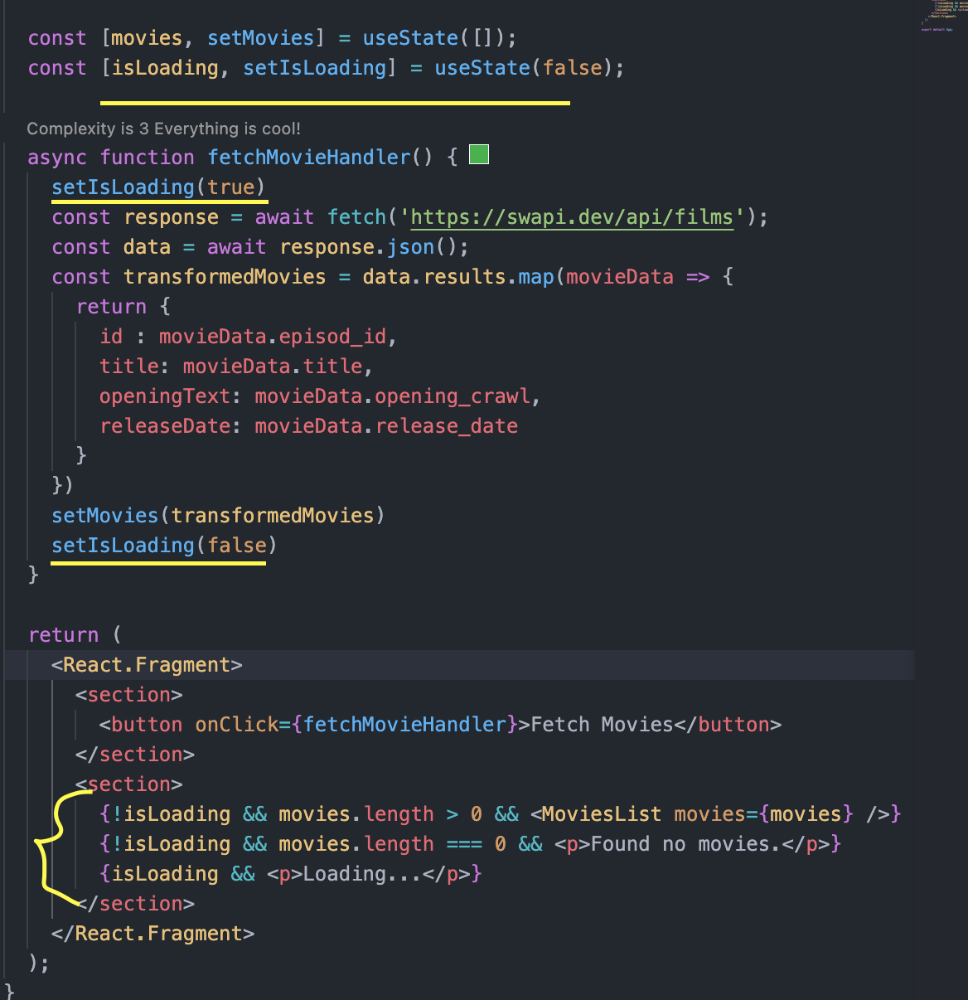 const [movies, setMovies] = useState([]);
const [isLoading, setIsLoading] = useState(false);
Complexity is 3 Everything is cool!
async function fetchMovieHandler() {
setIsLoading(true)
const response = await fetch('https://swapi.dev/api/films');
const data = await response.json();
const transformedMovies = data.results.map(movieData => {
return {
id : movieData.episod_id,
title: movieData.title,
openingText: movieData.opening_crawl,
releaseDate: movieData.release_date
}
})
setMovies(transformedMovies)
setIsLoading(false)
}
return (
<React.Fragment>
<section>
<button onClick={fetchMovieHandler}>Fetch Movies</button>
</section>
<section>
{!isLoading && movies.length > 0 && <MoviesList movies={movies} />}
{!isLoading && movies.length === 0 && <p>Found no movies.</p>}
{isLoading && <p>Loading...</p>}
</section>
</React.Fragment>
);
}